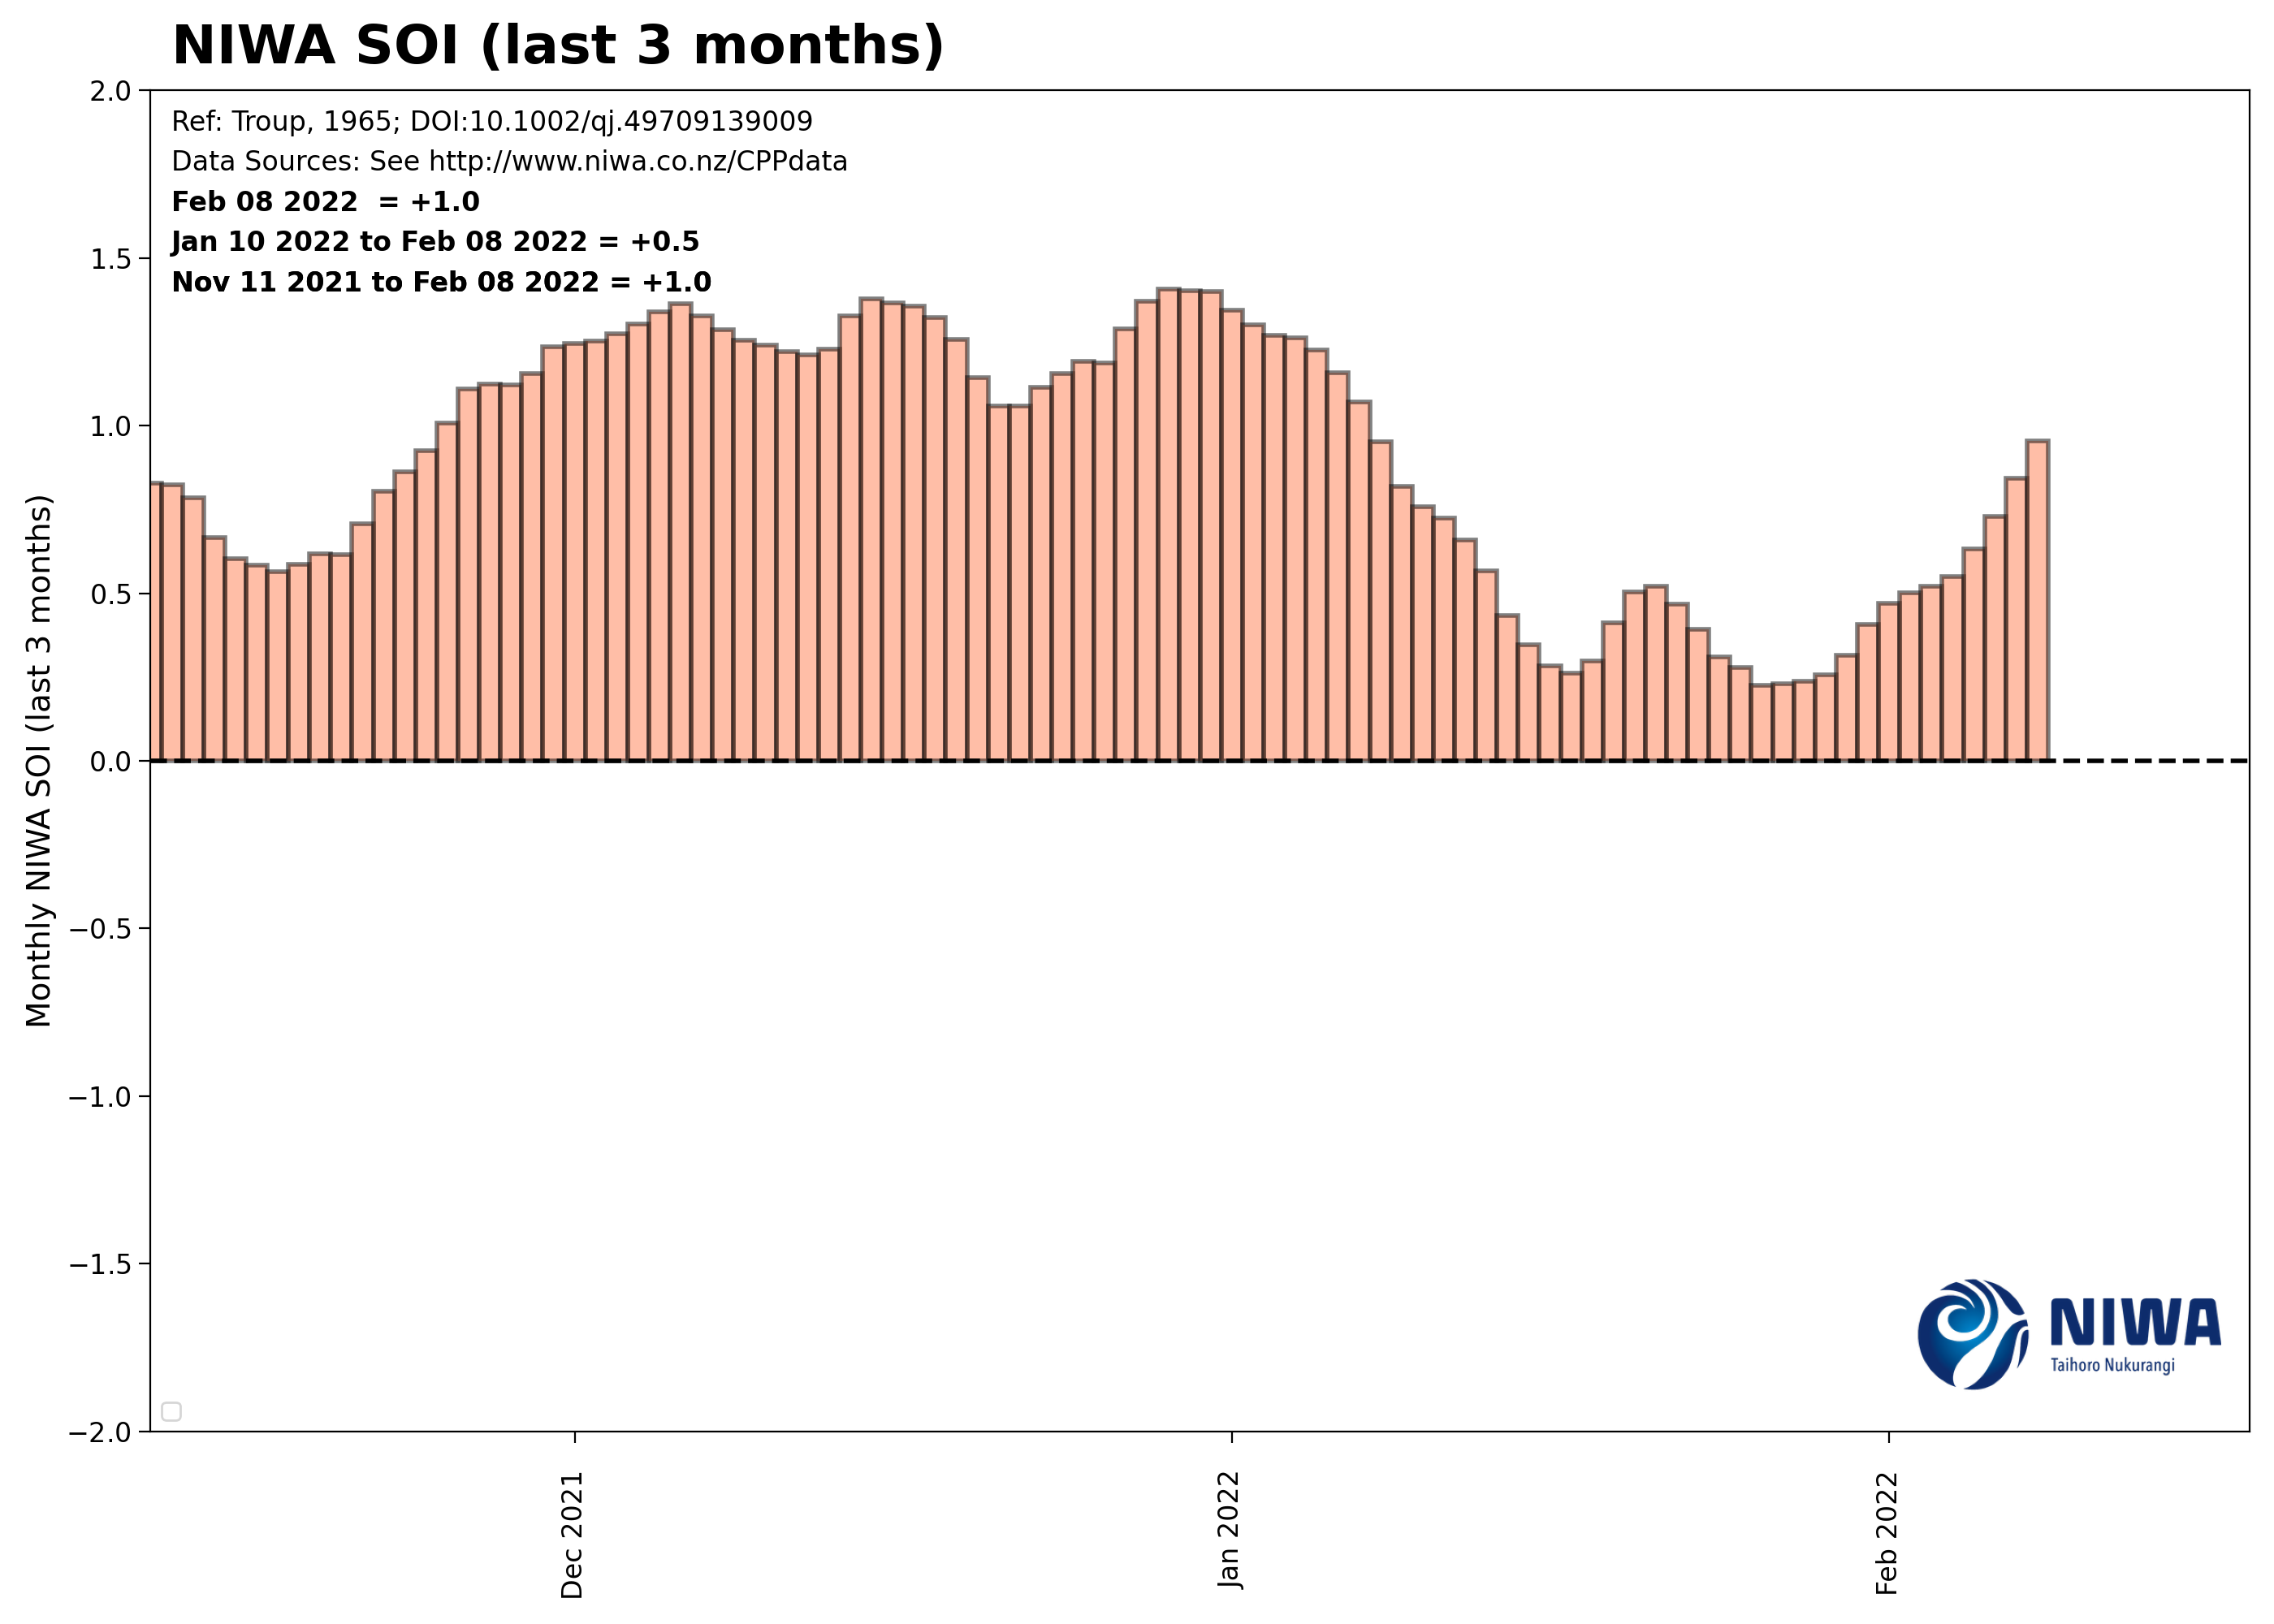 NIWA SOI (last 3 months)
Ref: Troup, 1965; DOI:10.1002/qj.49709139009
Data Sources: See http://www.niwa.co.nz/CPPdata
Feb 08 2022  = +1.0
Jan 10 2022 to Feb 08 2022 = +0.5
Nov 11 2021 to Feb 08 2022 = +1.0
Monthly NIWA SOI (last 3 months)
2.0
1.5
1.0
0.5
0.0
−0.5
−1.0
−1.5
−2.0
Dec 2021
Jan 2022
Feb 2022
NIWA
Taihoro Nukurangi